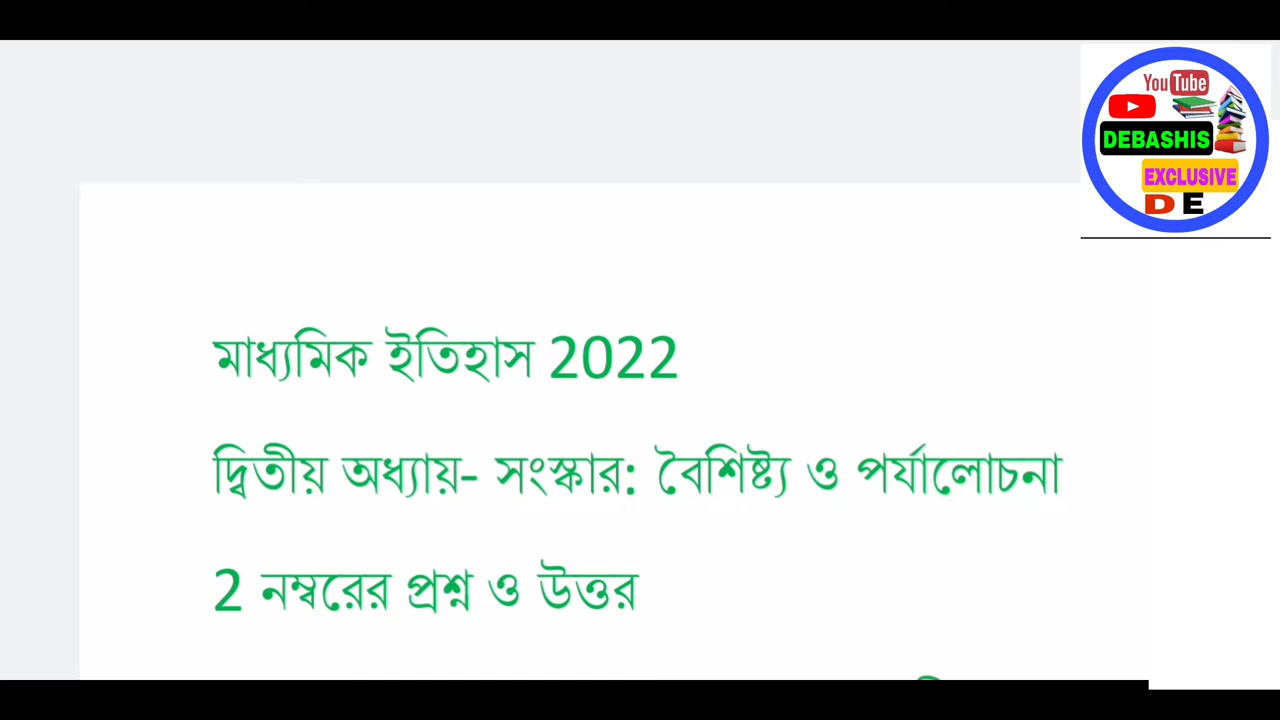 YouTube
DEBASHIS
EXCLUSIVE
D E
মাধ্যমিক ইতিহাস 2022
দ্বিতীয় অধ্যায়- সংস্কার: বৈশিষ্ট্য ও পর্যালোচনা
2 নম্বরের প্রশ্ন ও উত্তর